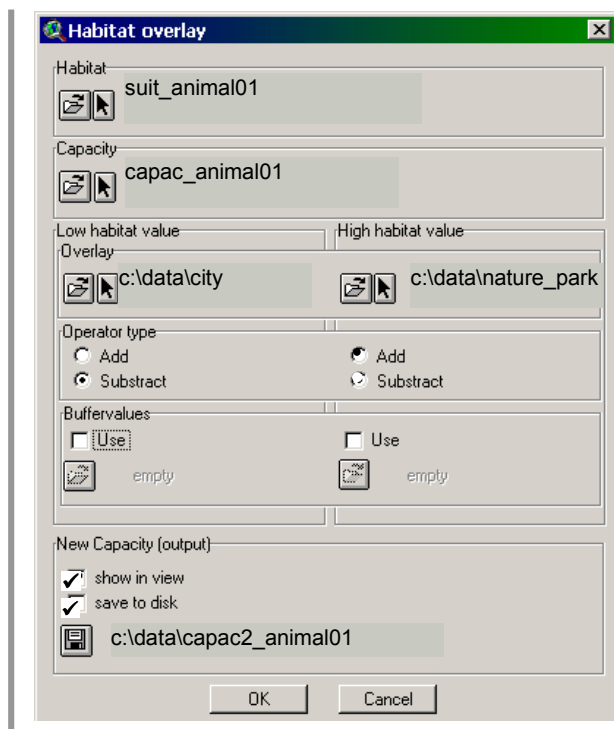 Habitat overlay
Habitat
suit_animal01
Capacity
capac_animal01
Low habitat value
High habitat value
Overlay
c:\data\city
c:\data\nature_park
Operator type
Add
Add
Substract
Substract
Buffervalues
Use
Use
empty
empty
New Capacity (output)
show in view
save to disk
c:\data\capac2_animal01
OK
Cancel